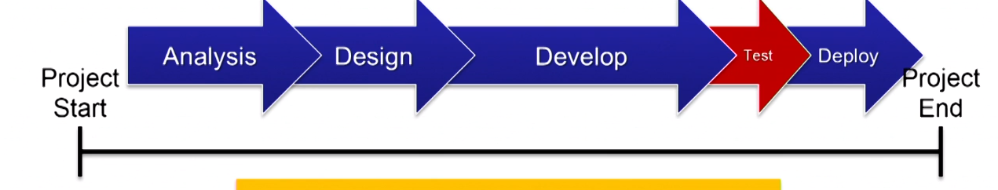 Analysis
Design
Develop
Test
Deploy
Project
Start
Project
End